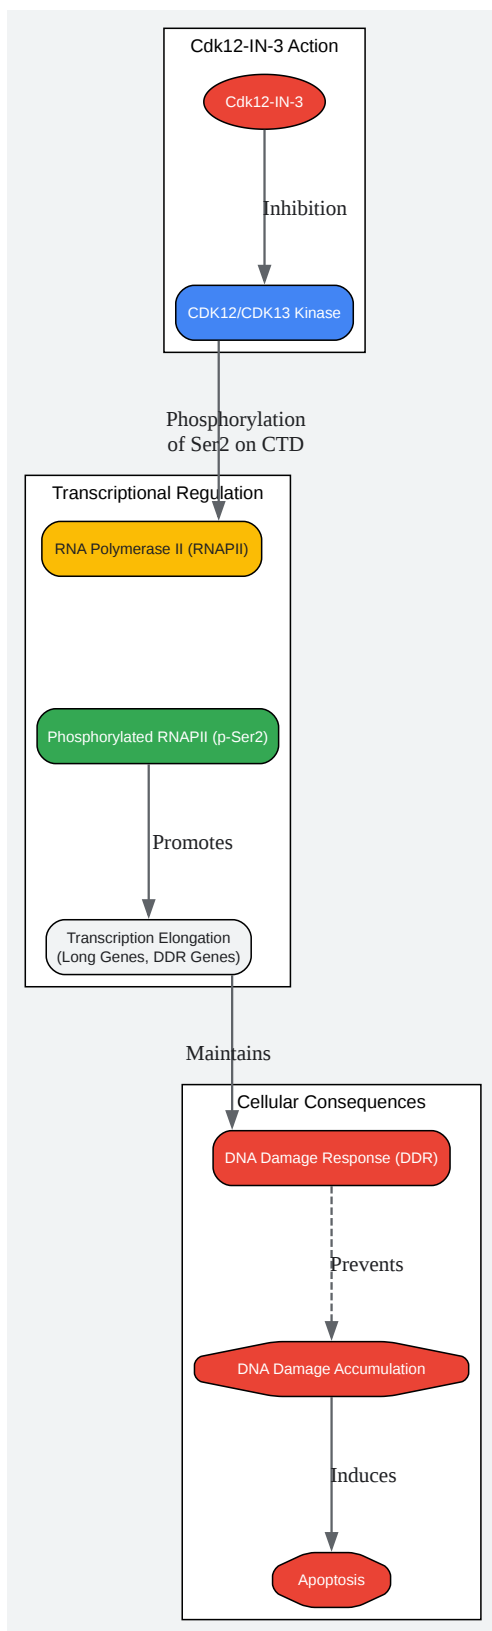 Cdk12-IN-3 Action
Cdk12-IN-3
Inhibition
CDK12/CDK13 Kinase
Phosphorylation
of Ser2 on CTD
Transcriptional Regulation
RNA Polymerase II (RNAPII)
Phosphorylated RNAPII (p-Ser2)
Promotes
Transcription Elongation
(Long Genes, DDR Genes)
Maintains
Cellular Consequences
DNA Damage Response (DDR)
Prevents
DNA Damage Accumulation
Induces
Apoptosis